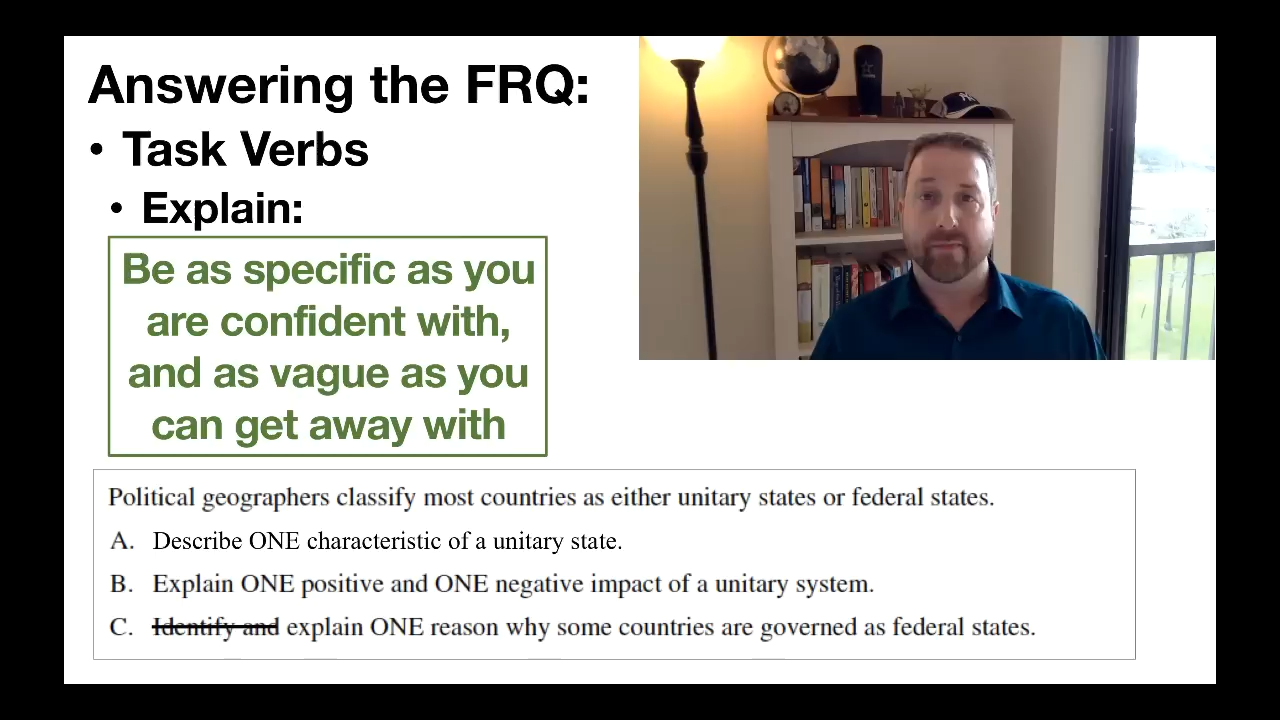 Answering the FRQ:
• Task Verbs
• Explain:
Be as specific as you
are confident with,
and as vague as you
can get away with
Political geographers classify most countries as either unitary states or federal states.
A. Describe ONE characteristic of a unitary state.
B. Explain ONE positive and ONE negative impact of a unitary system.
C. Identify and explain ONE reason why some countries are governed as federal states.